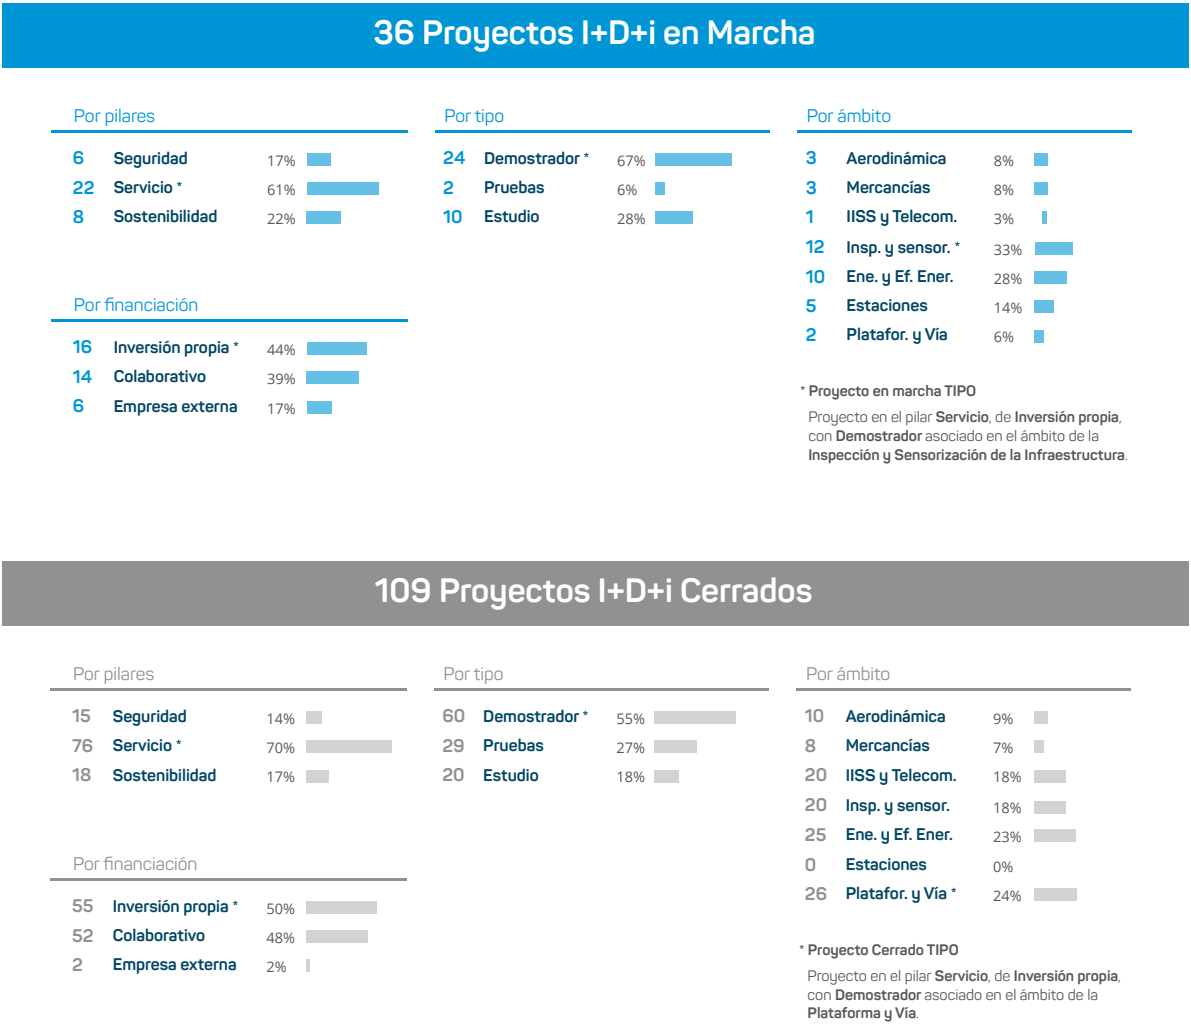 36 Proyectos I+D+i en Marcha
Por pilares
6 Seguridad 17%
22 Servicio * 61%
8 Sostenibilidad 22%
Por tipo
24 Demostrador * 67%
2 Pruebas 6%
10 Estudio 28%
Por ámbito
3 Aerodinámica 8%
3 Mercancías 8%
1 IISS y Telecom. 3%
12 Insp. y sensor. * 33%
10 Ene. y Ef. Ener. 28%
5 Estaciones 14%
2 Platafor. y Vía 6%
Por financiación
16 Inversión propia * 44%
14 Colaborativo 39%
6 Empresa externa 17%
* Proyecto en marcha TIPO
Proyecto en el pilar Servicio, de Inversión propia,
con Demostrador asociado en el ámbito de la
Inspección y Sensorización de la Infraestructura.
109 Proyectos I+D+i Cerrados
Por pilares
15 Seguridad 14%
76 Servicio * 70%
18 Sostenibilidad 17%
Por tipo
60 Demostrador * 55%
29 Pruebas 27%
20 Estudio 18%
Por ámbito
10 Aerodinámica 9%
8 Mercancías 7%
20 IISS y Telecom. 18%
20 Insp. y sensor. 18%
25 Ene. y Ef. Ener. 23%
0 Estaciones 0%
26 Platafor. y Vía * 24%
Por financiación
55 Inversión propia * 50%
52 Colaborativo 48%
2 Empresa externa 2%
* Proyecto Cerrado TIPO
Proyecto en el pilar Servicio, de Inversión propia,
con Demostrador asociado en el ámbito de la
Plataforma y Vía.